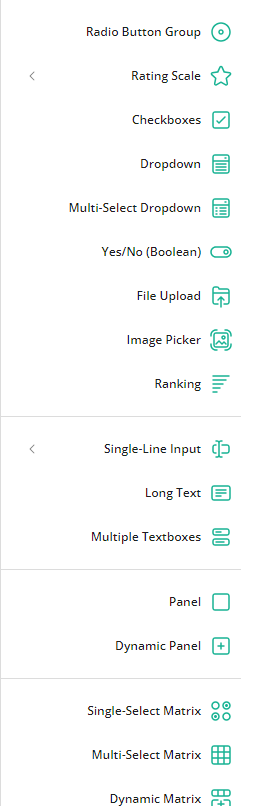 Radio Button Group
Rating Scale
Checkboxes
Dropdown
Multi-Select Dropdown
Yes/No (Boolean)
File Upload
Image Picker
Ranking
Single-Line Input
Long Text
Multiple Textboxes
Panel
Dynamic Panel
Single-Select Matrix
Multi-Select Matrix
Dynamic Matrix